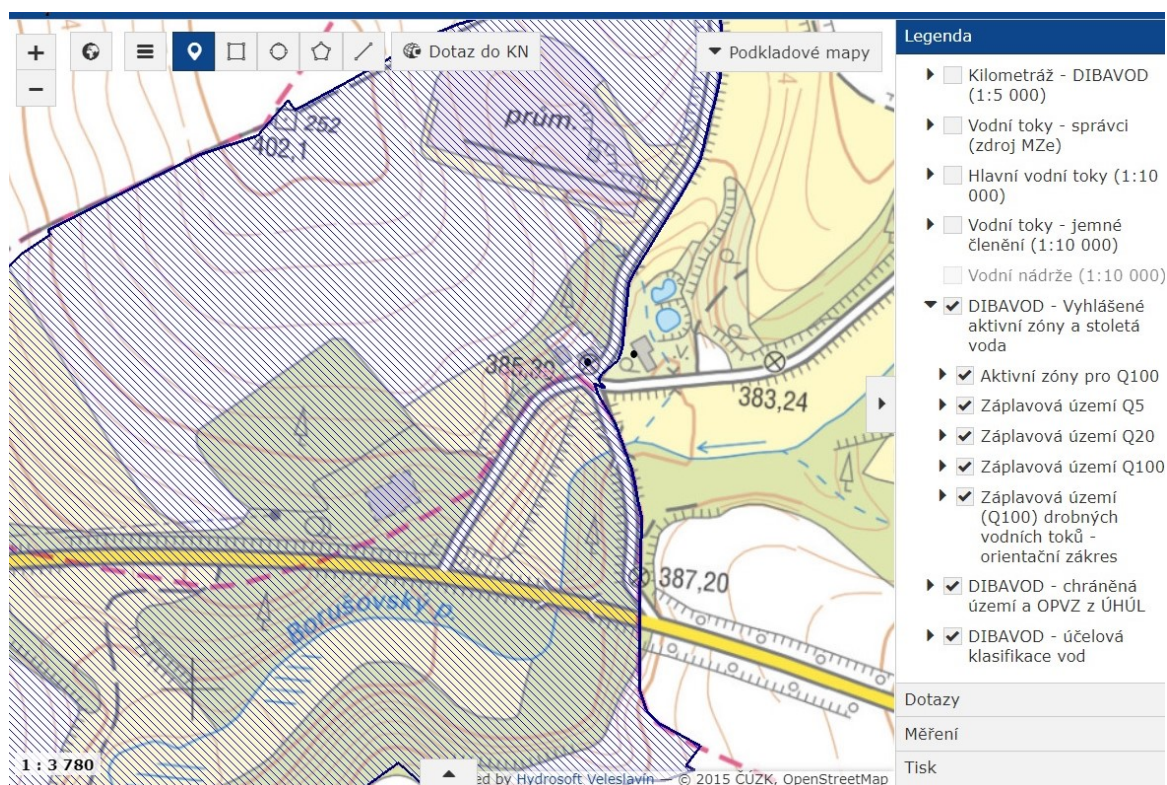 +
−
Dotaz do KN
Podkladové mapy
252
402,1
prům.
385,30
383,24
387,20
Borušovský p.
1 : 3 780
ed by Hydrosoft Veleslavín — © 2015 ČÚZK, OpenStreetMap
Legenda
Kilometráž - DIBAVOD
(1:5 000)
Vodní toky - správci
(zdroj MZe)
Hlavní vodní toky (1:10
000)
Vodní toky - jemné
členění (1:10 000)
Vodní nádrže (1:10 000)
DIBAVOD - Vyhlášené
aktivní zóny a stoletá
voda
Aktivní zóny pro Q100
Záplavová území Q5
Záplavová území Q20
Záplavová území Q100
Záplavová území
(Q100) drobných
vodních toků -
orientační zákres
DIBAVOD - chráněná
území a OPVZ z ÚHÚL
DIBAVOD - účelová
klasifikace vod
Dotazy
Měření
Tisk